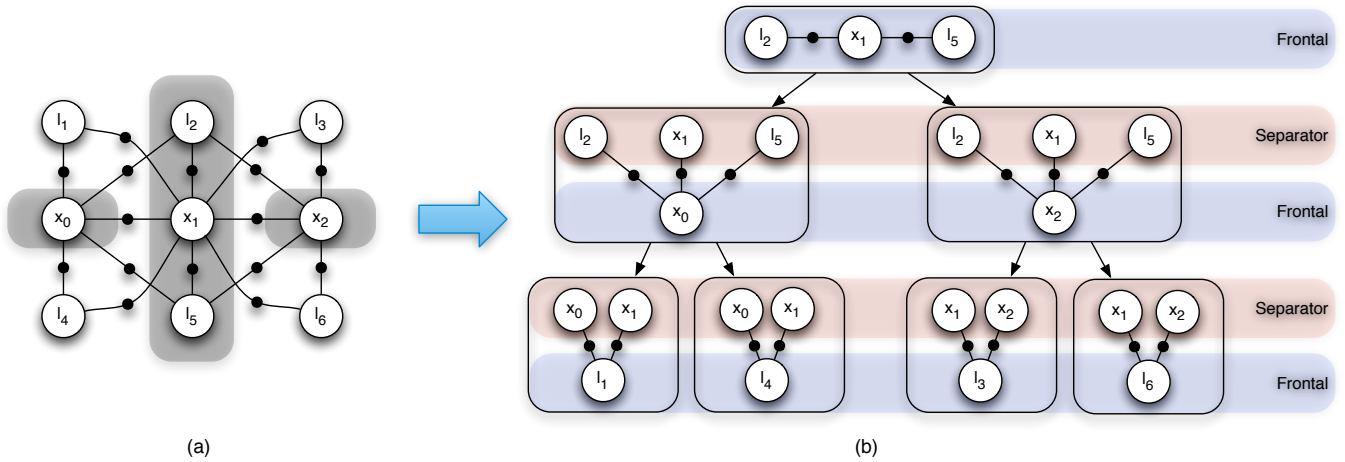 l₁ l₂ l₃
x₀ x₁ x₂
l₄ l₅ l₆
(a)
l₂ x₁ l₅ Frontal
l₂ x₁ l₅ l₂ x₁ l₅ Separator
x₀ x₂ Frontal
x₀ x₁ x₀ x₁ x₁ x₂ x₁ x₂ Separator
l₁ l₄ l₃ l₆ Frontal
(b)